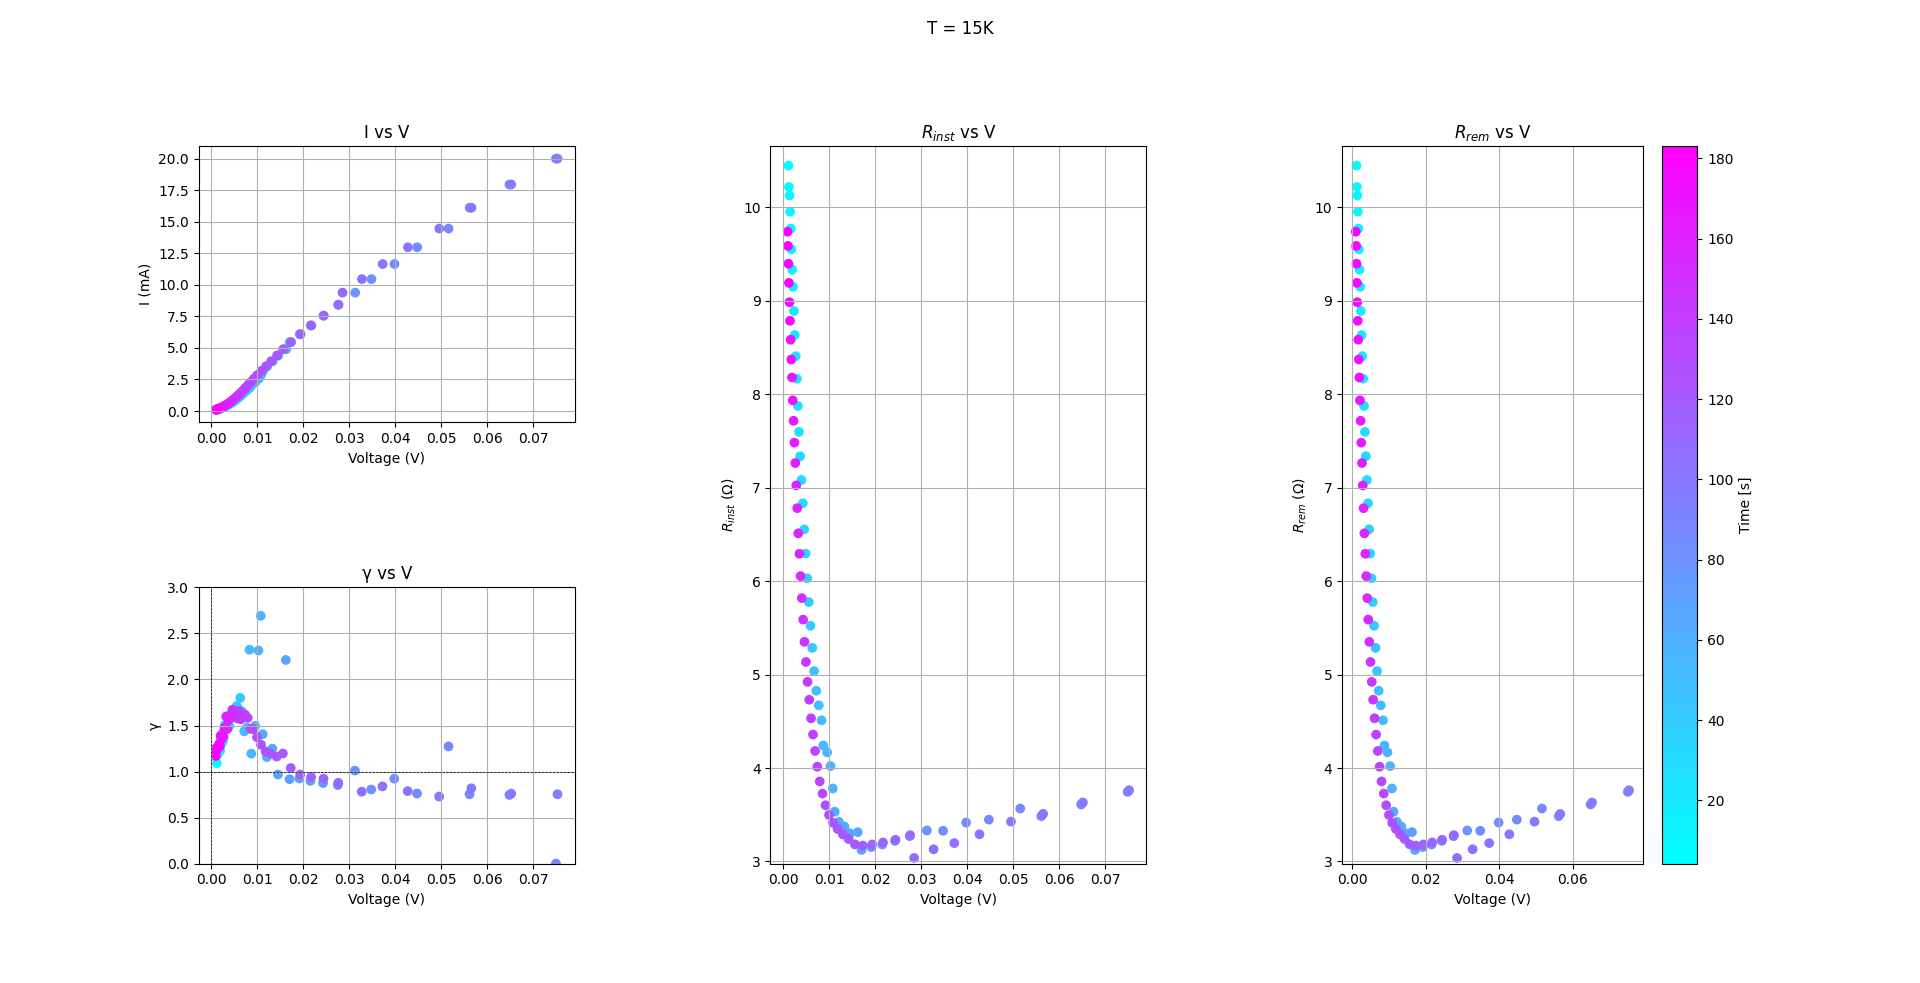 T = 15K
I vs V
20.0
17.5
15.0
12.5
10.0
7.5
5.0
2.5
0.0
I (mA)
0.00 0.01 0.02 0.03 0.04 0.05 0.06 0.07
Voltage (V)
γ vs V
3.0
2.5
2.0
1.5
1.0
0.5
0.0
γ
0.00 0.01 0.02 0.03 0.04 0.05 0.06 0.07
Voltage (V)
R_inst vs V
10
9
8
7
6
5
4
3
R_inst (Ω)
0.00 0.01 0.02 0.03 0.04 0.05 0.06 0.07
Voltage (V)
R_rem vs V
10
9
8
7
6
5
4
3
R_rem (Ω)
0.00 0.02 0.04 0.06
Voltage (V)
180
160
140
120
100
80
60
40
20
Time [s]